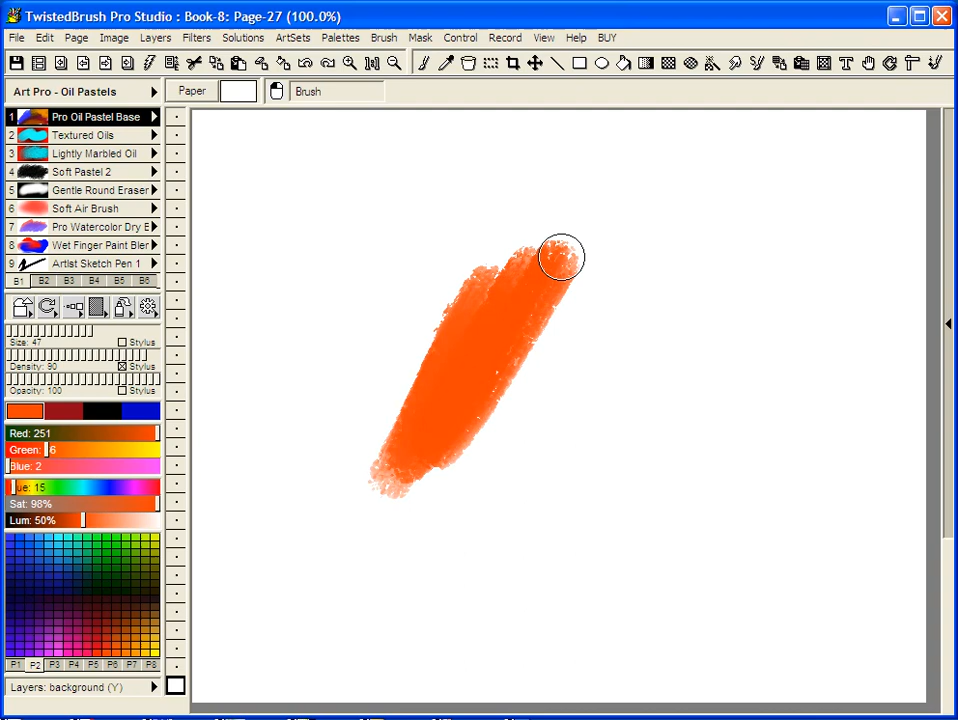 TwistedBrush Pro Studio : Book-8: Page-27 (100.0%)
File Edit Page Image Layers Filters Solutions ArtSets Palettes Brush Mask Control Record View Help BUY
Art Pro - Oil Pastels
Paper
Brush
1 Pro Oil Pastel Base
2 Textured Oils
3 Lightly Marbled Oil
4 Soft Pastel 2
5 Gentle Round Eraser
6 Soft Air Brush
7 Pro Watercolor Dry E
8 Wet Finger Paint Bler
9 Artist Sketch Pen 1
B1 B2 B3 B4 B5 B6
Size: 47 Stylus
Density: 90 Stylus
Opacity: 100 Stylus
Red: 251
Green: 6
Blue: 2
ue: 15
Sat: 98%
Lum: 50%
P1 P2 P3 P4 P5 P6 P7 P8
Layers: background (Y)